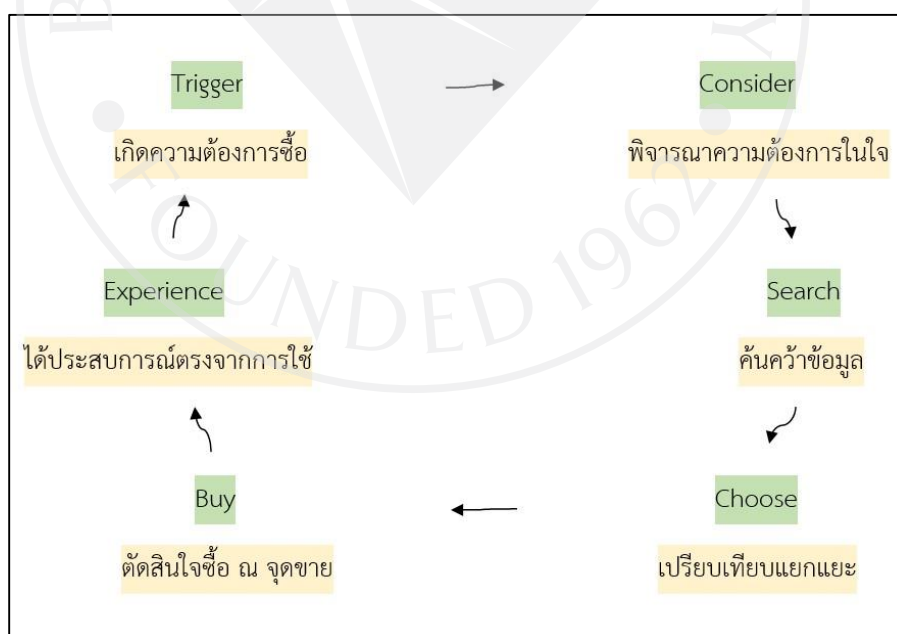 Trigger
เกิดความต้องการซื้อ
Consider
พิจารณาความต้องการในใจ
Search
ค้นคว้าข้อมูล
Choose
เปรียบเทียบแยกแยะ
Buy
ตัดสินใจซื้อ ณ จุดขาย
Experience
ได้ประสบการณ์ตรงจากการใช้
FOUNDED 1962